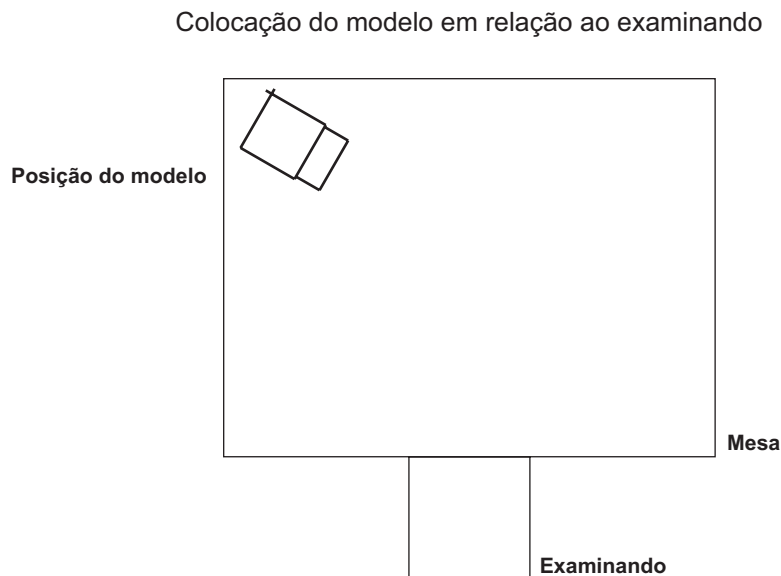 Colocação do modelo em relação ao examinando
Posição do modelo
Mesa
Examinando